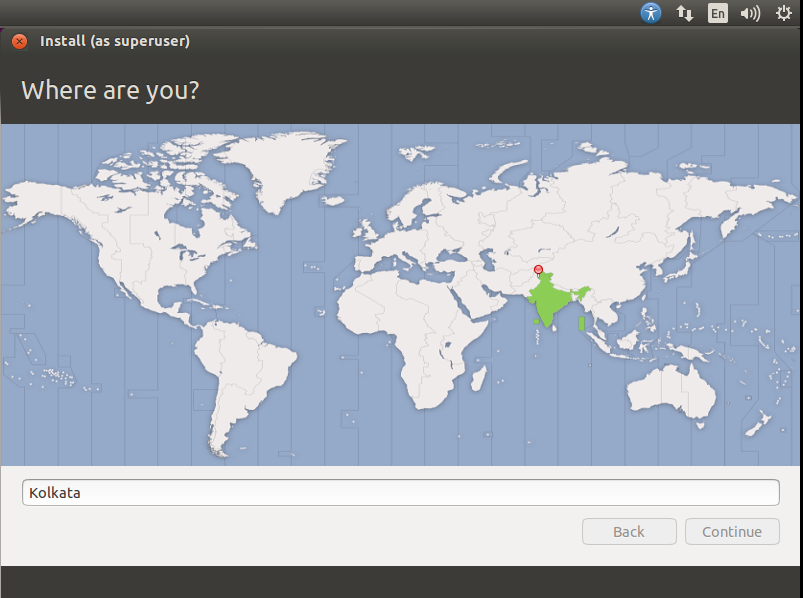 En
Install (as superuser)
Where are you?
Kolkata
Back
Continue